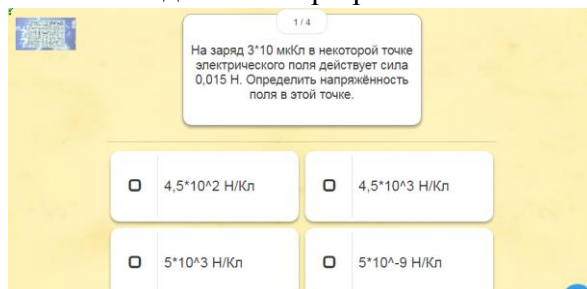 1 / 4
На заряд 3*10 мкКл в некоторой точке
электрического поля действует сила
0,015 Н. Определить напряжённость
поля в этой точке.
4,5*10^2 Н/Кл
4,5*10^3 Н/Кл
5*10^3 Н/Кл
5*10^-9 Н/Кл